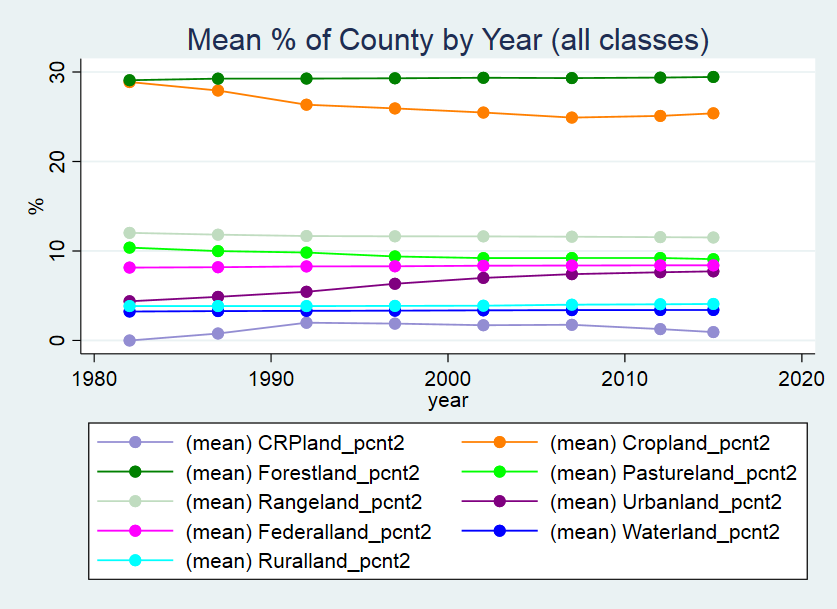 Mean % of County by Year (all classes)
30
20
10
0
%
1980 1990 2000 2010 2020
year
(mean) CRPland_pcnt2 (mean) Cropland_pcnt2
(mean) Forestland_pcnt2 (mean) Pastureland_pcnt2
(mean) Rangeland_pcnt2 (mean) Urbanland_pcnt2
(mean) Federalland_pcnt2 (mean) Waterland_pcnt2
(mean) Ruralland_pcnt2